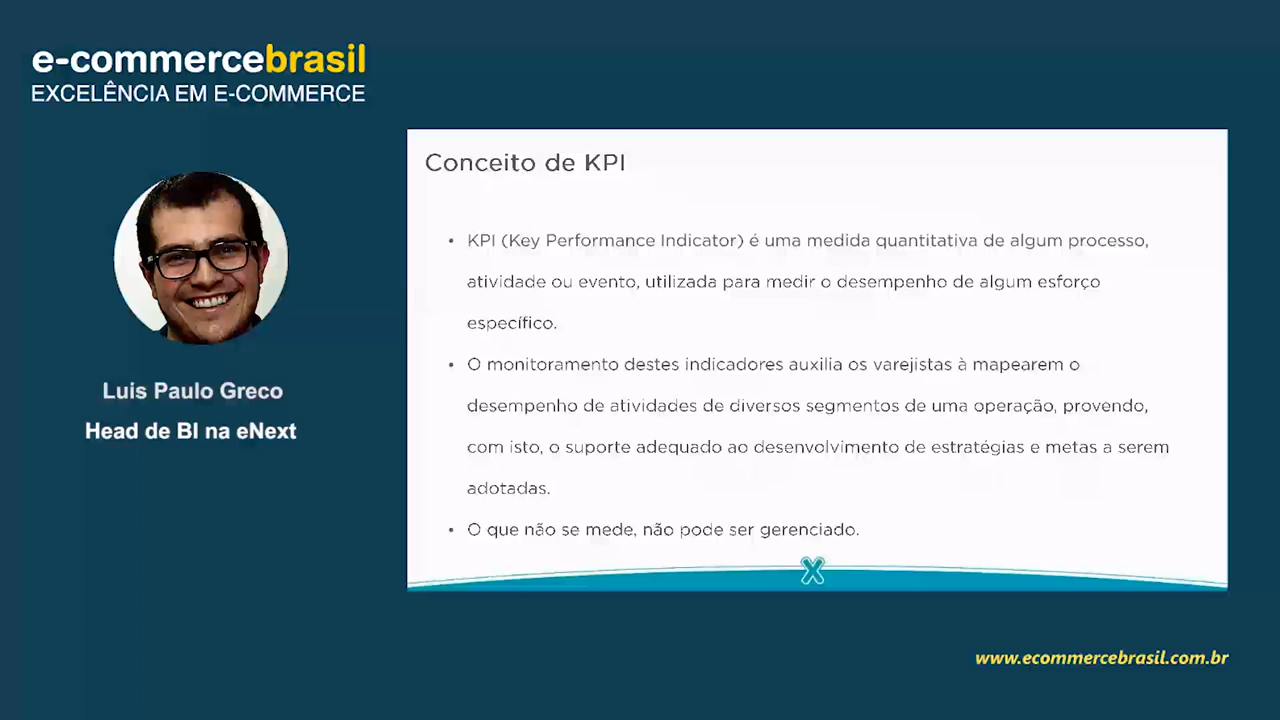 e-commercebrasil
EXCELÊNCIA EM E-COMMERCE
Luis Paulo Greco
Head de BI na eNext
Conceito de KPI
• KPI (Key Performance Indicator) é uma medida quantitativa de algum processo,
atividade ou evento, utilizada para medir o desempenho de algum esforço
específico.
• O monitoramento destes indicadores auxilia os varejistas à mapearem o
desempenho de atividades de diversos segmentos de uma operação, provendo,
com isto, o suporte adequado ao desenvolvimento de estratégias e metas a serem
adotadas.
• O que não se mede, não pode ser gerenciado.
X
www.ecommercebrasil.com.br